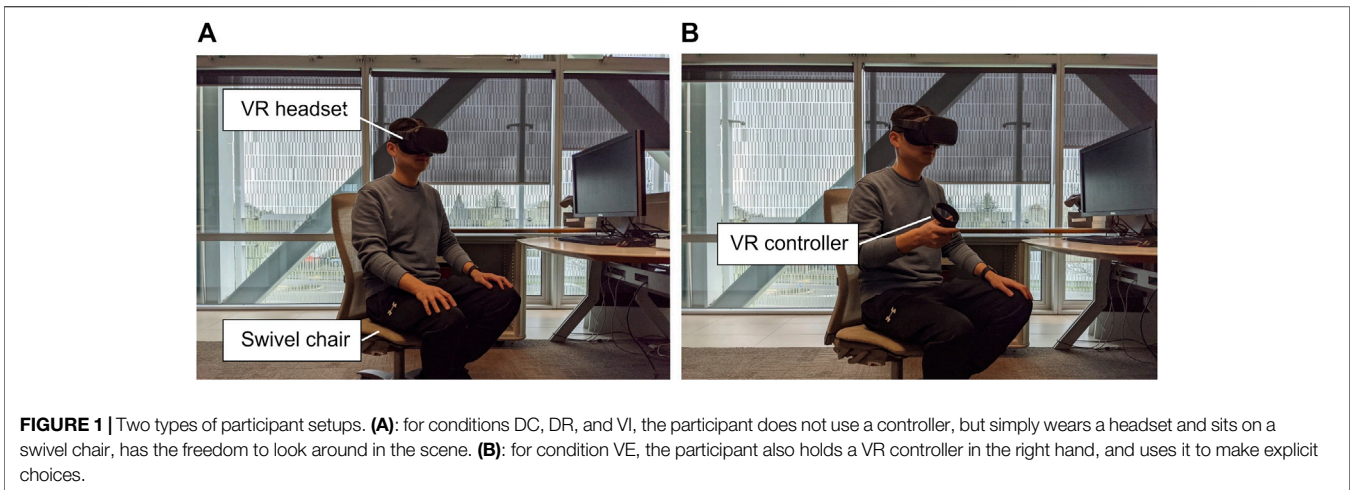 A
B
VR headset
VR controller
Swivel chair
FIGURE 1 | Two types of participant setups. (A): for conditions DC, DR, and VI, the participant does not use a controller, but simply wears a headset and sits on a
swivel chair, has the freedom to look around in the scene. (B): for condition VE, the participant also holds a VR controller in the right hand, and uses it to make explicit
choices.